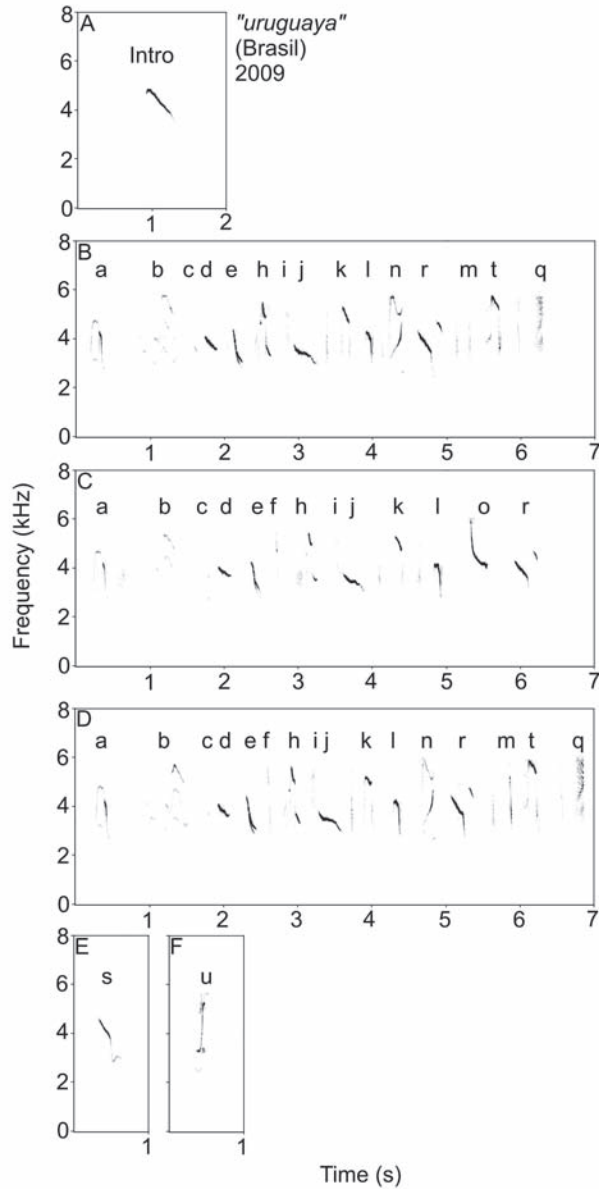 A
Intro
"uruguaya"
(Brasil)
2009
8
6
4
2
0
1 2
B
a b c d e h i j k l n r m t q
8
6
4
2
0
1 2 3 4 5 6 7
C
a b c d e f h i j k l o r
8
6
4
2
0
1 2 3 4 5 6 7
D
a b c d e f h i j k l n r m t q
8
6
4
2
0
1 2 3 4 5 6 7
E
s
8
6
4
2
0
1
F
u
1
Frequency (kHz)
Time (s)